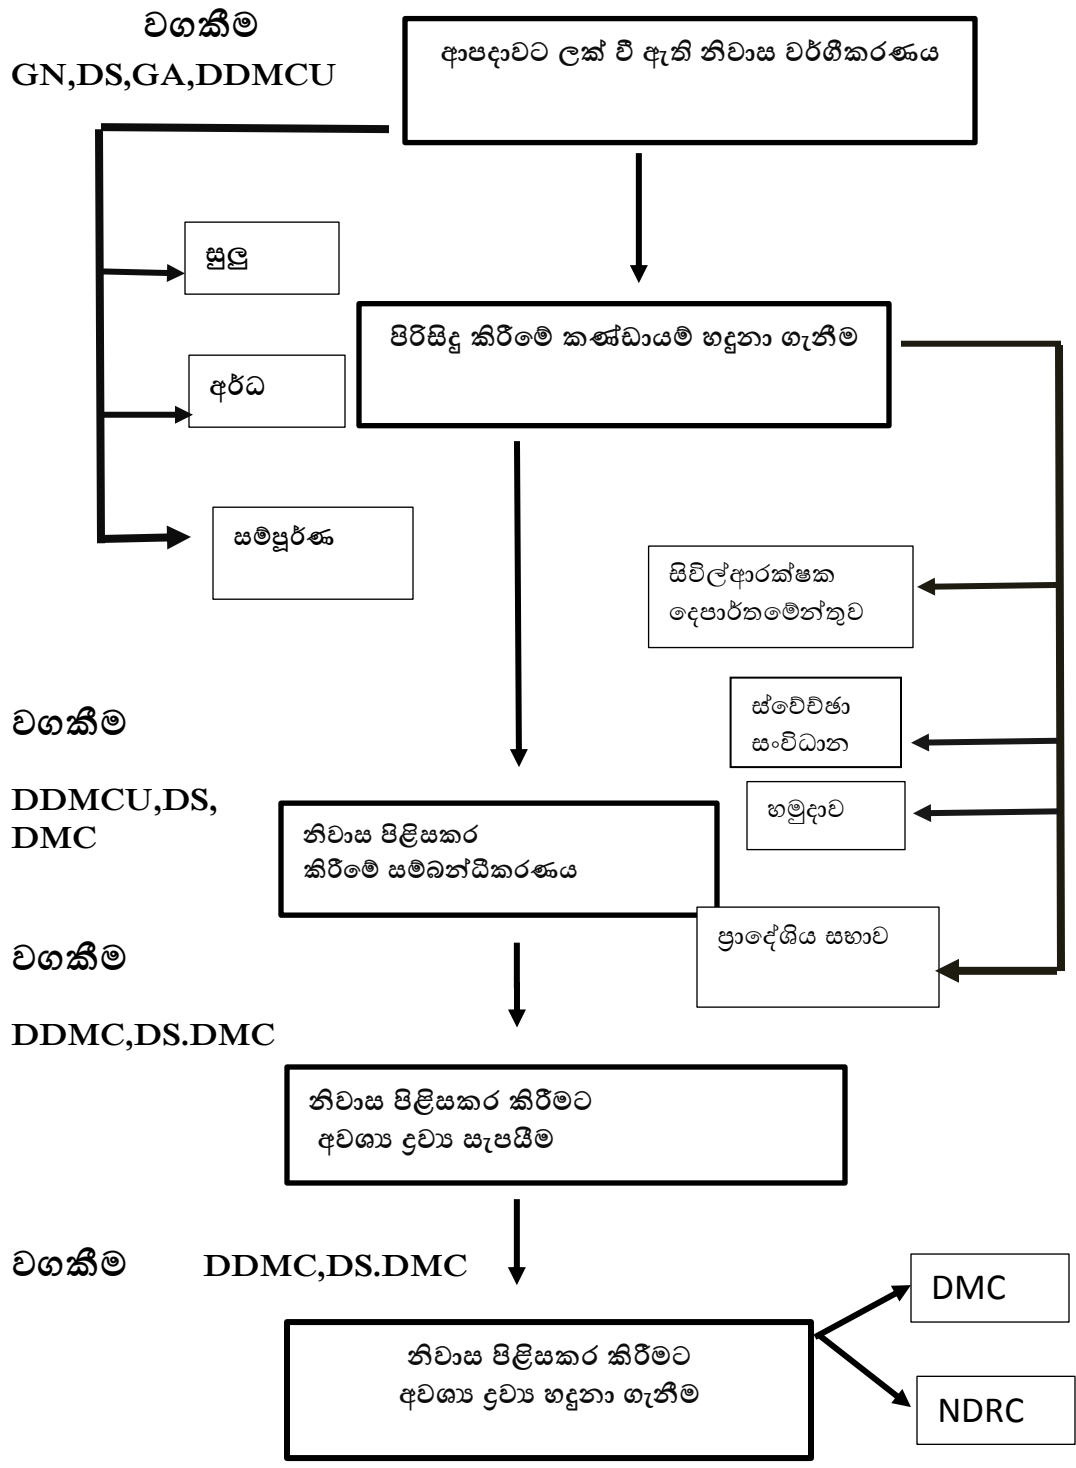 වගකීම
GN,DS,GA,DDMCU
ආපදාවට ලක් වී ඇති නිවාස වර්ගීකරණය
සුලු
පිරිසිදු කිරීමේ කණ්ඩායම් හදුනා ගැනීම
අර්ධ
සම්පූර්ණ
සිවිල්ආරක්ෂක
දෙපාර්තමේන්තුව
ස්වේච්ඡා
සංවිධාන
හමුදාව
ප්‍රාදේශිය සභාව
වගකීම
DDMCU,DS,
DMC
නිවාස පිළිසකර
කිරීමේ සම්බන්ධීකරණය
වගකීම
DDMC,DS.DMC
නිවාස පිළිසකර කිරීමට
අවශ්‍ය ද්‍රව්‍ය සැපයීම
වගකීම DDMC,DS.DMC
නිවාස පිළිසකර කිරීමට
අවශ්‍ය ද්‍රව්‍ය හදුනා ගැනීම
DMC
NDRC